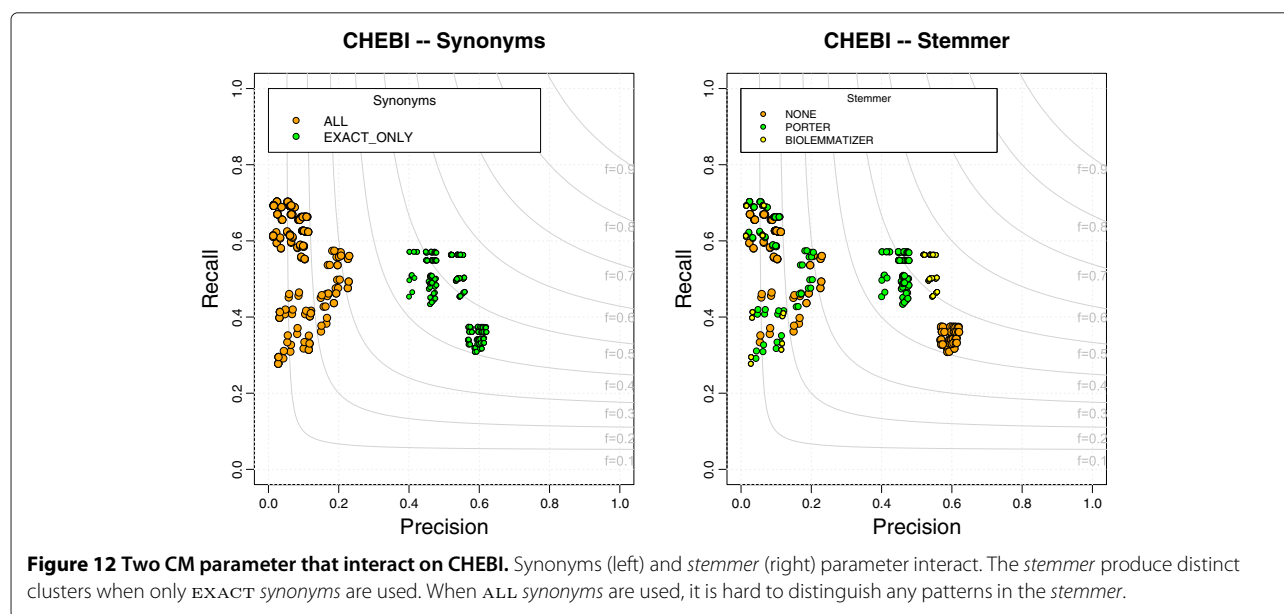 CHEBI -- Synonyms
Synonyms
ALL
EXACT_ONLY
f=0.9
f=0.8
f=0.7
f=0.6
f=0.5
f=0.4
f=0.3
f=0.2
f=0.1
Recall
0.0
0.2
0.4
0.6
0.8
1.0
0.0 0.2 0.4 0.6 0.8 1.0
Precision
CHEBI -- Stemmer
Stemmer
NONE
PORTER
BIOLEMMATIZER
f=0.9
f=0.8
f=0.7
f=0.6
f=0.5
f=0.4
f=0.3
f=0.2
f=0.1
Recall
0.0
0.2
0.4
0.6
0.8
1.0
0.0 0.2 0.4 0.6 0.8 1.0
Precision
Figure 12 Two CM parameter that interact on CHEBI. Synonyms (left) and stemmer (right) parameter interact. The stemmer produce distinct
clusters when only EXACT synonyms are used. When ALL synonyms are used, it is hard to distinguish any patterns in the stemmer.